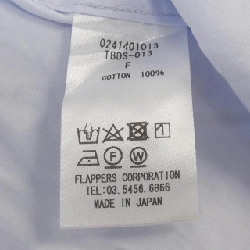 0241401013
TBDS-013
F
COTTON 100%
FLAPPERS CORPORATION
TEL:03.5456.6866
MADE IN JAPAN